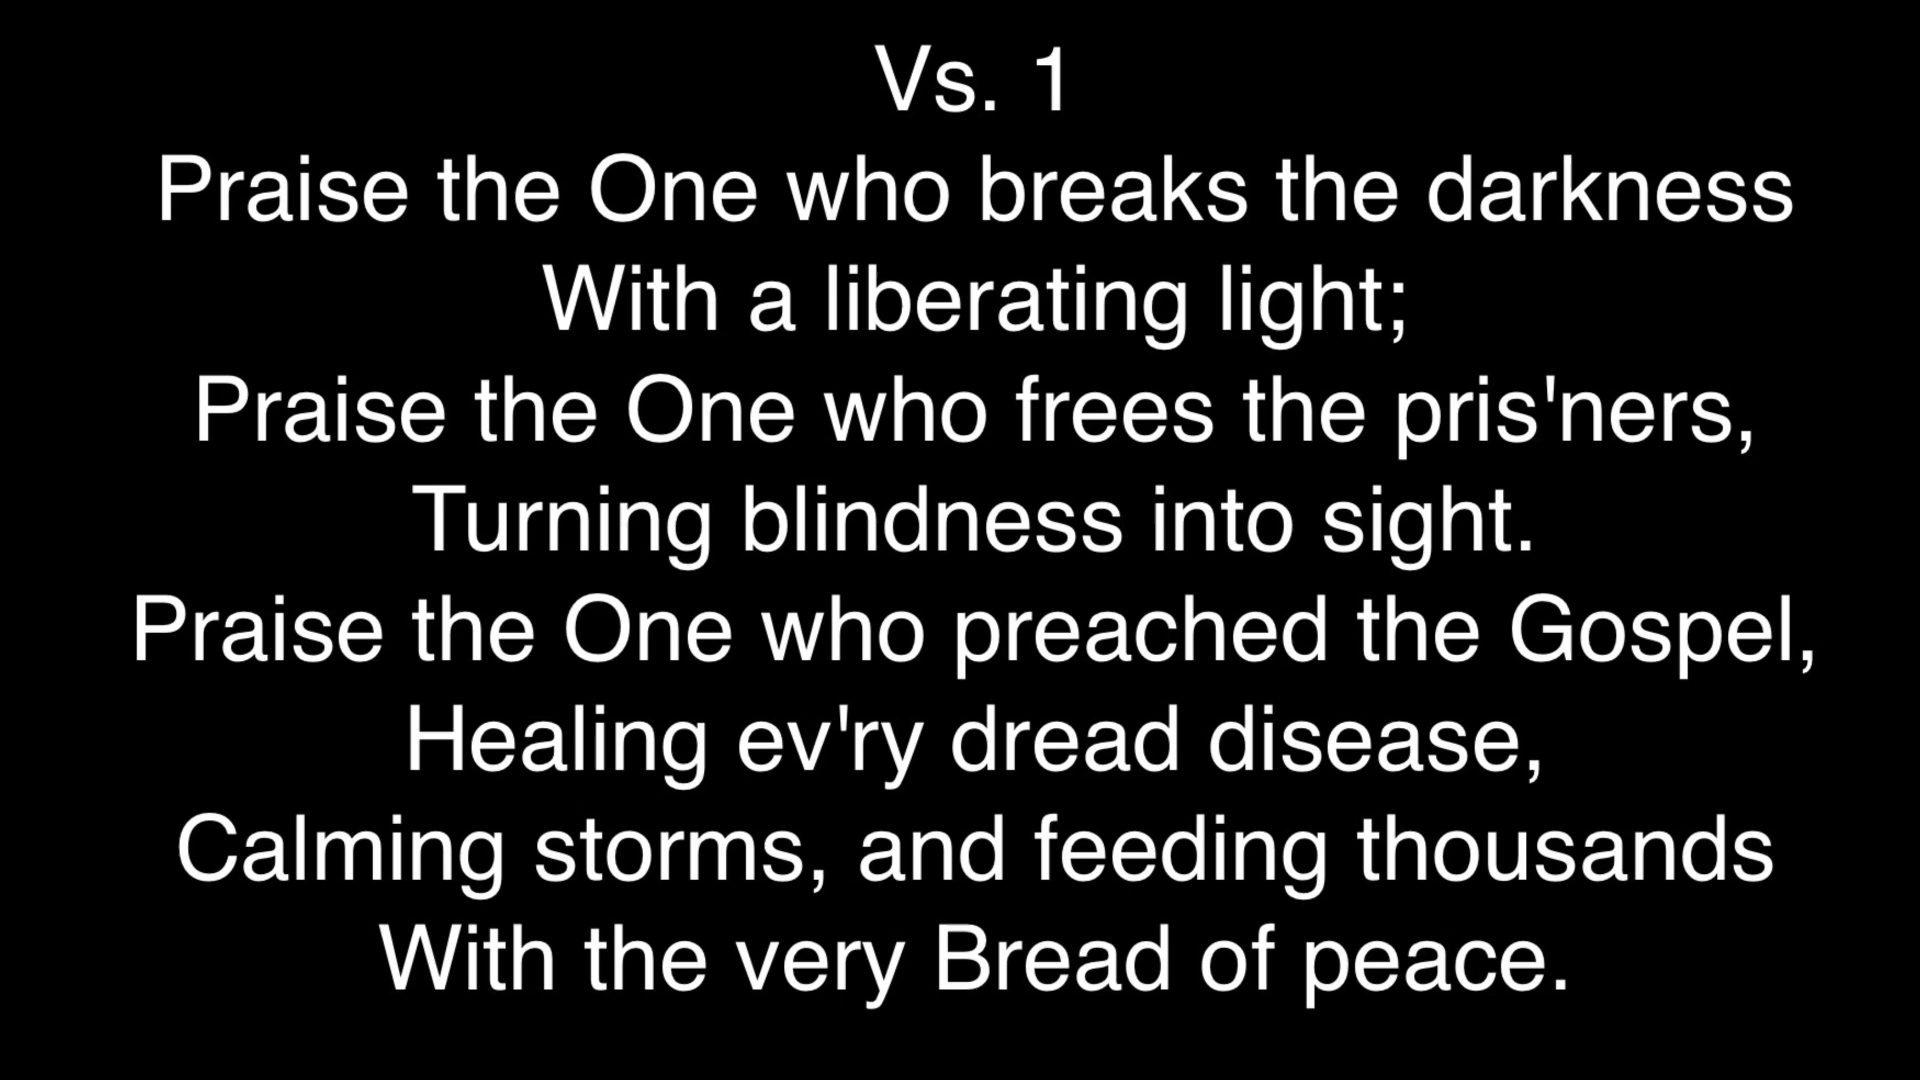 Vs. 1
Praise the One who breaks the darkness
With a liberating light;
Praise the One who frees the pris'ners,
Turning blindness into sight.
Praise the One who preached the Gospel,
Healing ev'ry dread disease,
Calming storms, and feeding thousands
With the very Bread of peace.